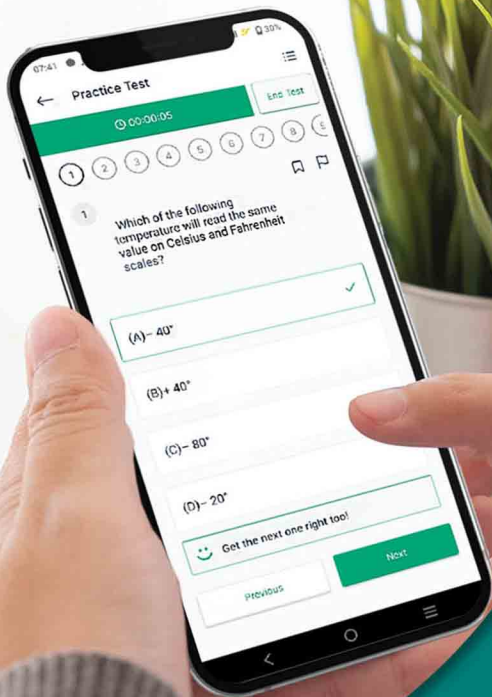 07:41 30%
Practice Test
00:00:05 End Test
1 2 3 4 5 6 7 8
1
Which of the following
temperature will read the same
value on Celsius and Fahrenheit
scales?
(A)– 40°
(B)+ 40°
(C)– 80°
(D)– 20°
Get the next one right too!
Previous Next